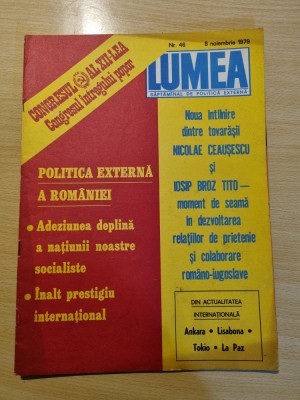 CONGRESUL AL XII-LEA
Congresul întregului popor
Nr. 46
8 noiembrie 1979
LUMEA
SĂPTĂMÎNAL DE POLITICĂ EXTERNĂ
POLITICA EXTERNĂ
A ROMÂNIEI
• Adeziunea deplină
a națiunii noastre
socialiste
• Înalt prestigiu
internațional
Noua întîlnire
dintre tovarășii
NICOLAE CEAUȘESCU
și
IOSIP BROZ TITO —
moment de seamă
în dezvoltarea
relațiilor de prietenie
și colaborare
româno-iugoslave
DIN ACTUALITATEA
INTERNAȚIONALĂ
Ankara • Lisabona •
Tokio • La Paz